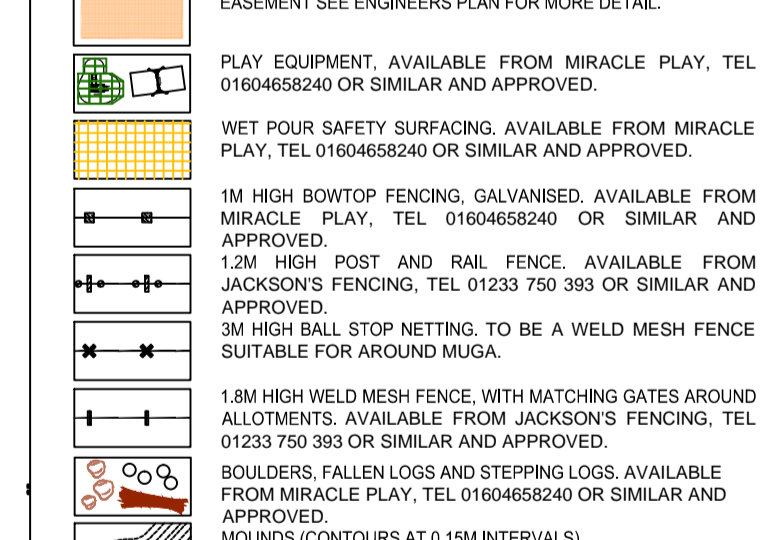 EASEMENT SEE ENGINEERS PLAN FOR MORE DETAIL.
PLAY EQUIPMENT, AVAILABLE FROM MIRACLE PLAY, TEL
01604658240 OR SIMILAR AND APPROVED.
WET POUR SAFETY SURFACING. AVAILABLE FROM MIRACLE
PLAY, TEL 01604658240 OR SIMILAR AND APPROVED.
1M HIGH BOWTOP FENCING, GALVANISED. AVAILABLE FROM
MIRACLE PLAY, TEL 01604658240 OR SIMILAR AND
APPROVED.
1.2M HIGH POST AND RAIL FENCE. AVAILABLE FROM
JACKSON'S FENCING, TEL 01233 750 393 OR SIMILAR AND
APPROVED.
3M HIGH BALL STOP NETTING. TO BE A WELD MESH FENCE
SUITABLE FOR AROUND MUGA.
1.8M HIGH WELD MESH FENCE, WITH MATCHING GATES AROUND
ALLOTMENTS. AVAILABLE FROM JACKSON'S FENCING, TEL
01233 750 393 OR SIMILAR AND APPROVED.
BOULDERS, FALLEN LOGS AND STEPPING LOGS. AVAILABLE
FROM MIRACLE PLAY, TEL 01604658240 OR SIMILAR AND
APPROVED.
MOUNDS (CONTOURS AT 0.15M INTERVALS)